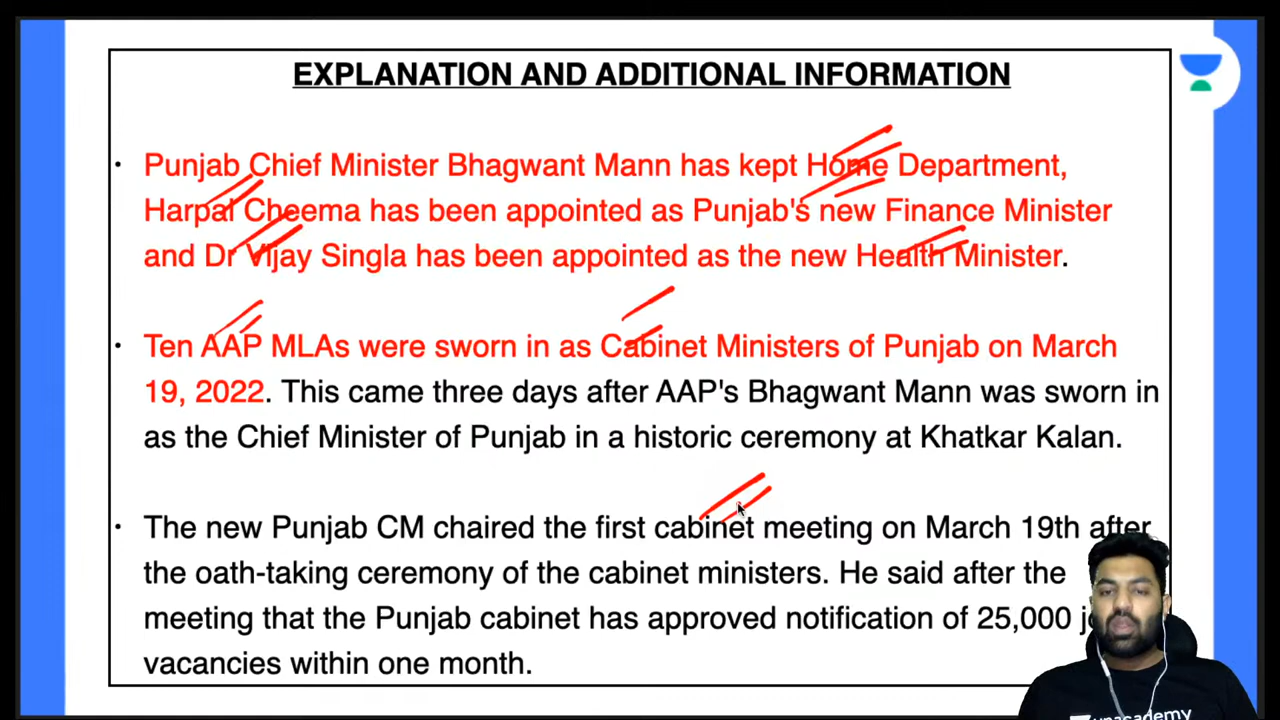 EXPLANATION AND ADDITIONAL INFORMATION
• Punjab Chief Minister Bhagwant Mann has kept Home Department,
Harpal Cheema has been appointed as Punjab's new Finance Minister
and Dr Vijay Singla has been appointed as the new Health Minister.
• Ten AAP MLAs were sworn in as Cabinet Ministers of Punjab on March
19, 2022. This came three days after AAP's Bhagwant Mann was sworn in
as the Chief Minister of Punjab in a historic ceremony at Khatkar Kalan.
• The new Punjab CM chaired the first cabinet meeting on March 19th after
the oath-taking ceremony of the cabinet ministers. He said after the
meeting that the Punjab cabinet has approved notification of 25,000
vacancies within one month.
unacademy